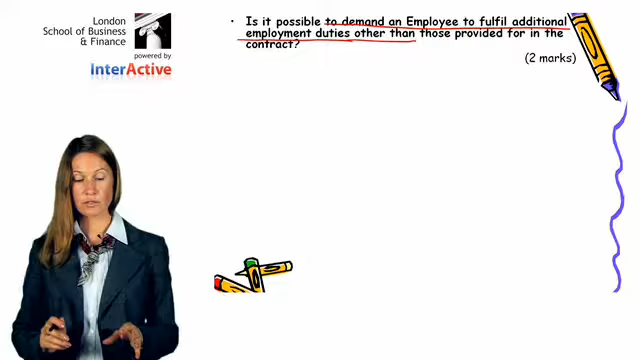 London
School of Business
& Finance
powered by
InterActive
• Is it possible to demand an Employee to fulfil additional
employment duties other than those provided for in the
contract?
(2 marks)